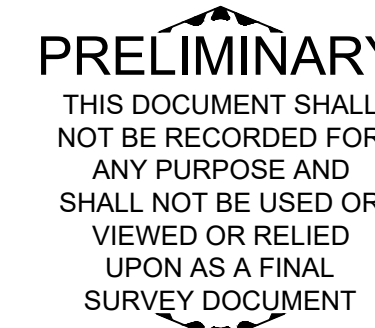 PRELIMINARY
THIS DOCUMENT SHALL
NOT BE RECORDED FOR
ANY PURPOSE AND
SHALL NOT BE USED OR
VIEWED OR RELIED
UPON AS A FINAL
SURVEY DOCUMENT